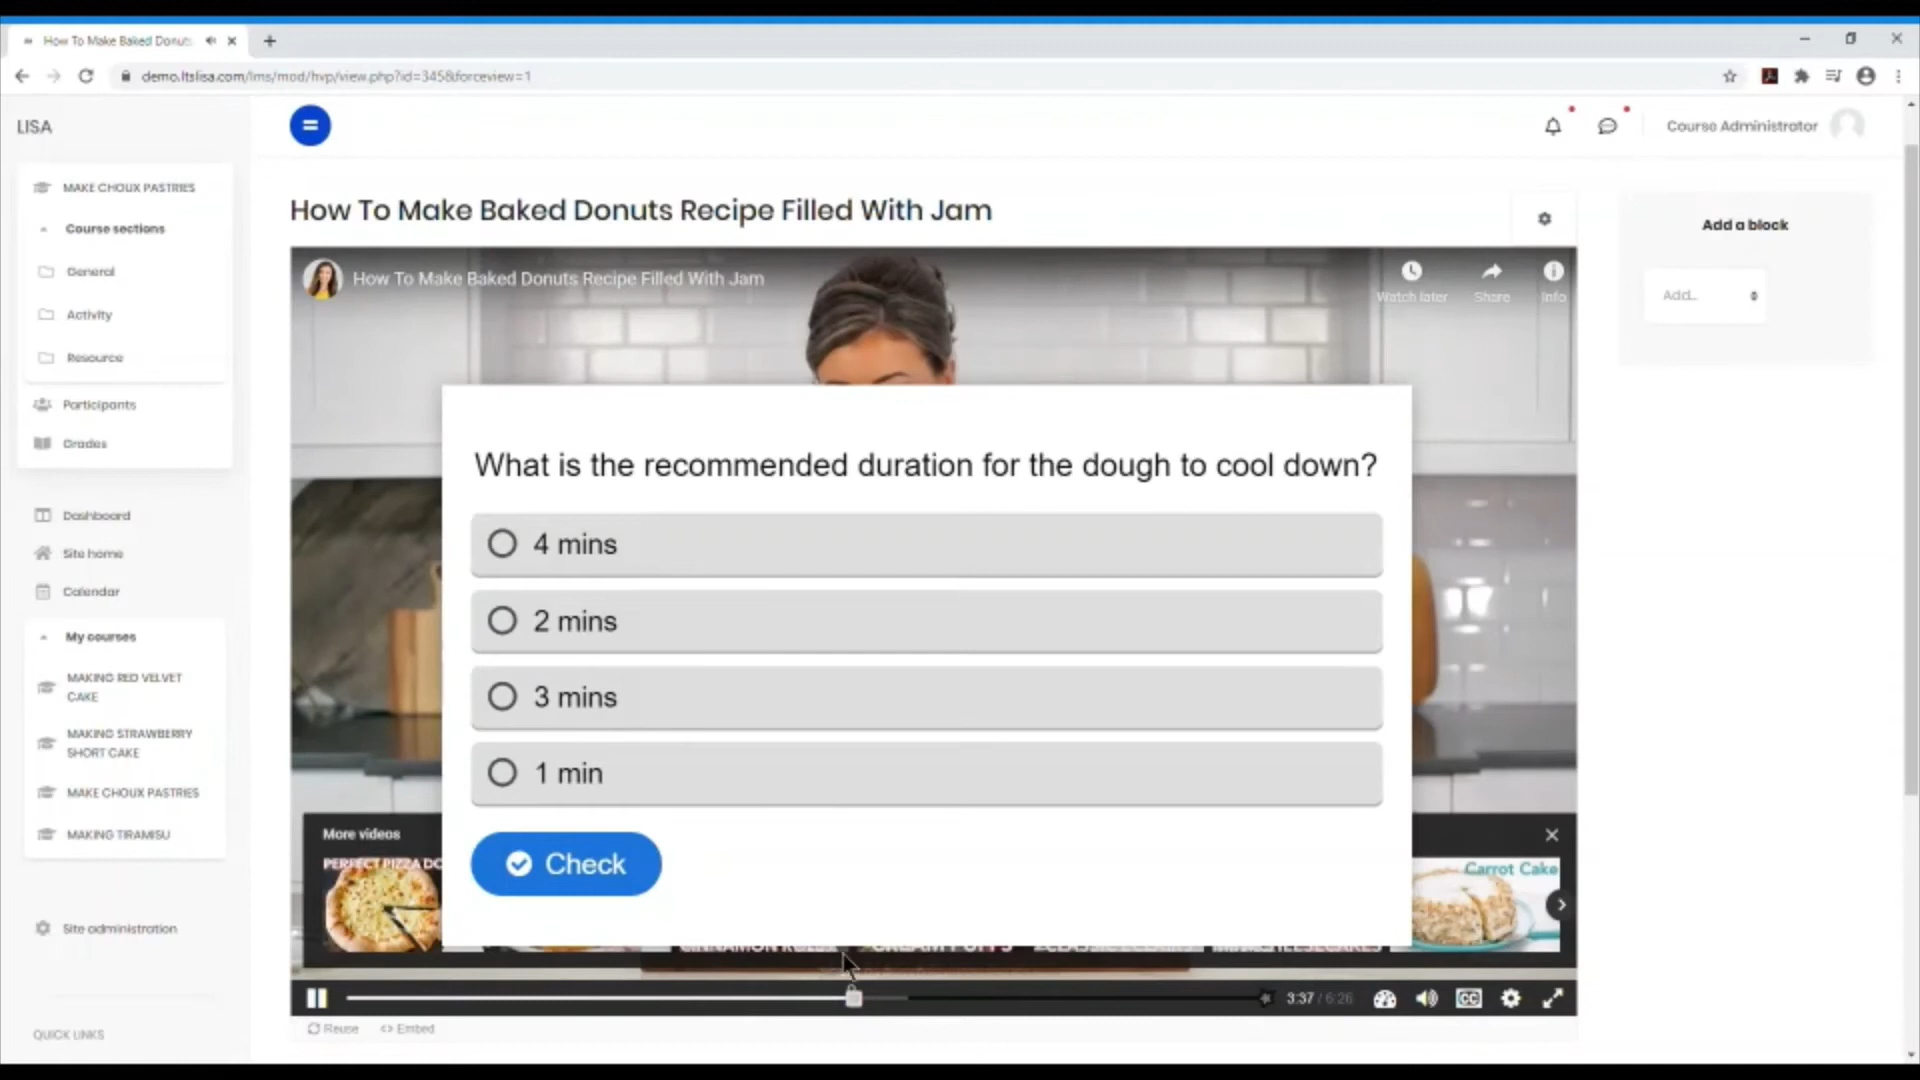 How To Make Baked Donuts
demo.ltslisa.com/lms/mod/hvp/view.php?id=345&forceview=1
LISA
Course Administrator
MAKE CHOUX PASTRIES
Course sections
General
Activity
Resource
Participants
Grades
Dashboard
Site home
Calendar
My courses
MAKING RED VELVET
CAKE
MAKING STRAWBERRY
SHORT CAKE
MAKE CHOUX PASTRIES
MAKING TIRAMISU
Site administration
QUICK LINKS
How To Make Baked Donuts Recipe Filled With Jam
How To Make Baked Donuts Recipe Filled With Jam
Watch later
Share
Info
What is the recommended duration for the dough to cool down?
4 mins
2 mins
3 mins
1 min
Check
More videos
PERFECT PIZZA DO
Carrot Cake
3:37 / 6:26
CC
Reuse
Embed
Add a block
Add...